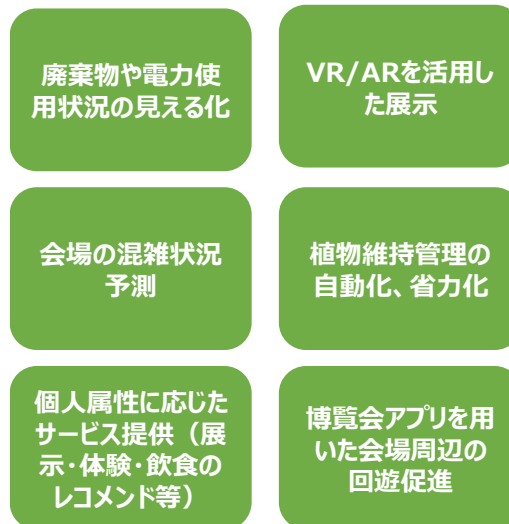 廃棄物や電力使
用状況の見える化
VR/ARを活用し
た展示
会場の混雑状況
予測
植物維持管理の
自動化、省力化
個人属性に応じた
サービス提供（展
示・体験・飲食の
レコメンド等）
博覧会アプリを用
いた会場周辺の
回遊促進